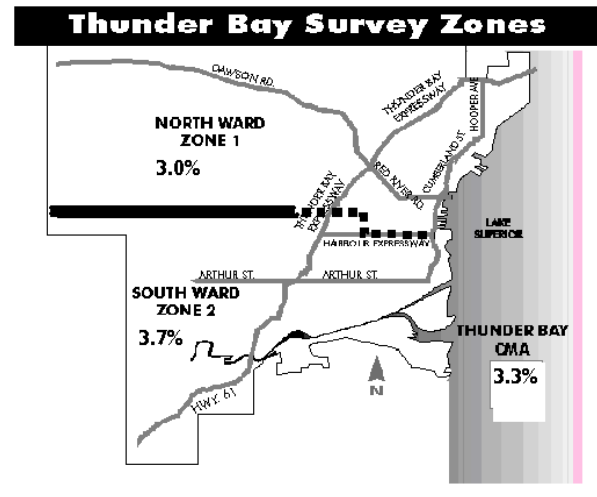 Thunder Bay Survey Zones
DAWSON RD.
THUNDER BAY
EXPRESSWAY
HOOPER AVE
NORTH WARD
ZONE 1
3.0%
CUMBERLAND ST.
RED RIVER RD.
THUNDER BAY
EXPRESSWAY
LAKE
SUPERIOR
HARBOUR EXPRESSWAY
ARTHUR ST.
ARTHUR ST.
SOUTH WARD
ZONE 2
3.7%
THUNDER BAY
CMA
3.3%
N
HWY. 61